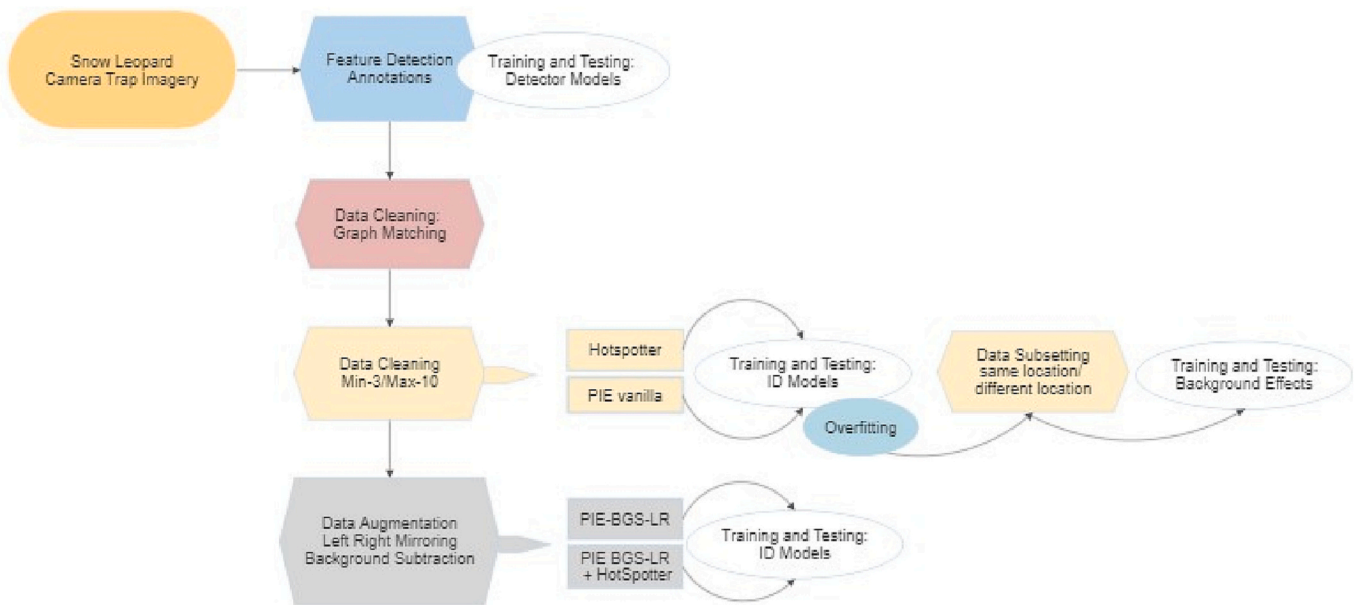 Snow Leopard
Camera Trap Imagery
Feature Detection
Annotations
Training and Testing:
Detector Models
Data Cleaning:
Graph Matching
Data Cleaning
Min-3/Max-10
Hotspotter
PIE vanilla
Training and Testing:
ID Models
Overfitting
Data Subsetting
same location/
different location
Training and Testing:
Background Effects
Data Augmentation
Left Right Mirroring
Background Subtraction
PIE-BGS-LR
PIE BGS-LR
+ HotSpotter
Training and Testing:
ID Models